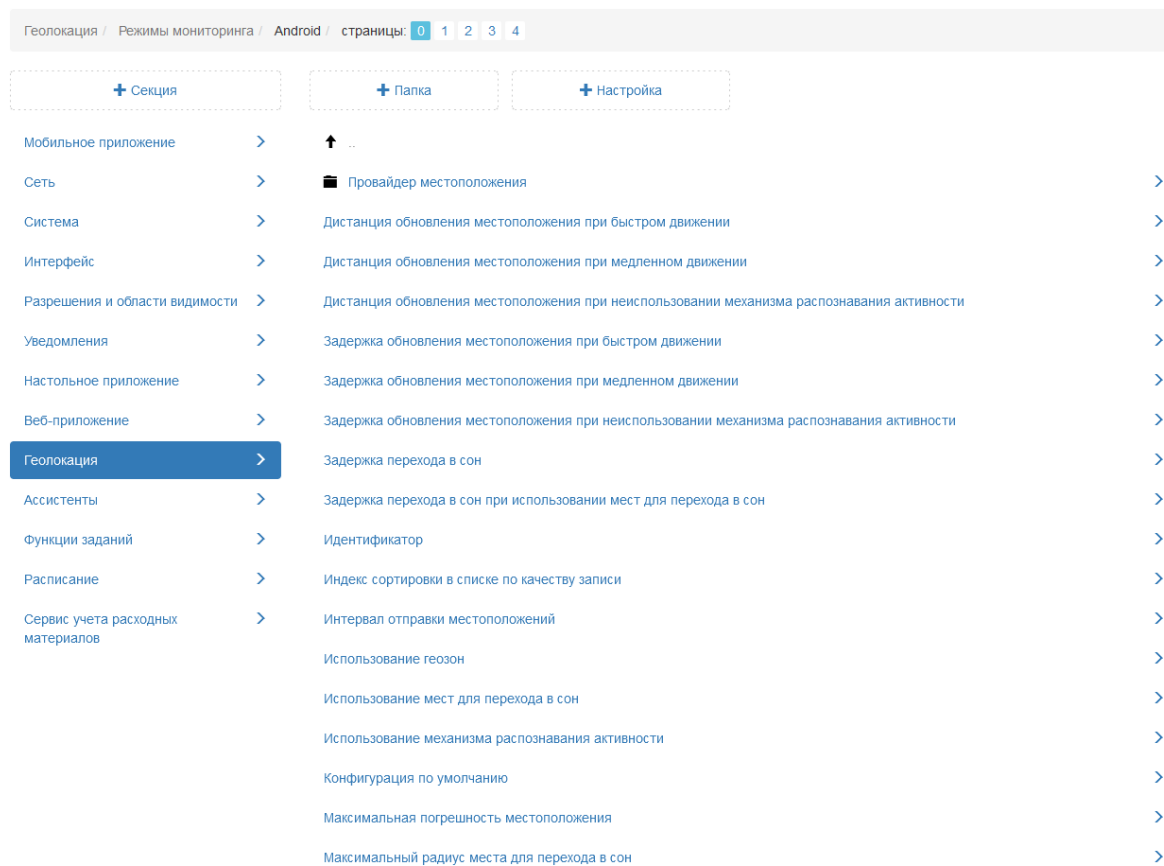 Геолокация / Режимы мониторинга / Android / страницы: 0 1 2 3 4
Секция
Папка
Настройка
Мобильное приложение
Сеть
Система
Интерфейс
Разрешения и области видимости
Уведомления
Настольное приложение
Веб-приложение
Геолокация
Ассистенты
Функции заданий
Расписание
Сервис учета расходных
материалов
..
Провайдер местоположения
Дистанция обновления местоположения при быстром движении
Дистанция обновления местоположения при медленном движении
Дистанция обновления местоположения при неиспользовании механизма распознавания активности
Задержка обновления местоположения при быстром движении
Задержка обновления местоположения при медленном движении
Задержка обновления местоположения при неиспользовании механизма распознавания активности
Задержка перехода в сон
Задержка перехода в сон при использовании мест для перехода в сон
Идентификатор
Индекс сортировки в списке по качеству записи
Интервал отправки местоположений
Использование геозон
Использование мест для перехода в сон
Использование механизма распознавания активности
Конфигурация по умолчанию
Максимальная погрешность местоположения
Максимальный радиус места для перехода в сон